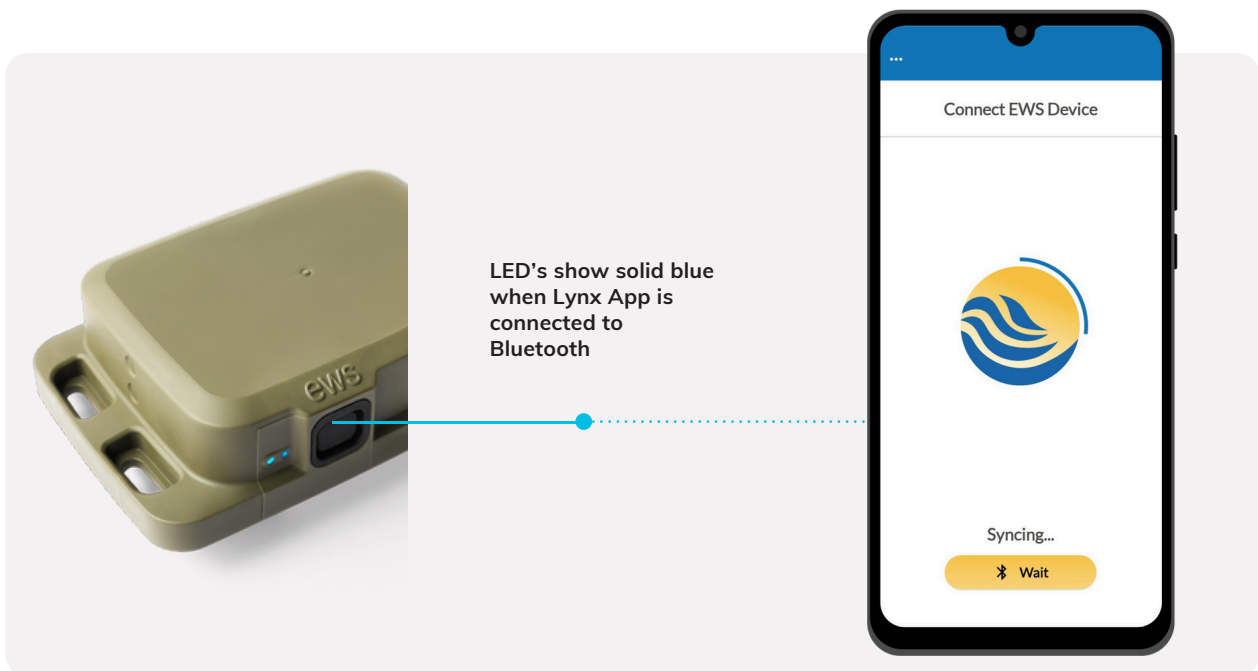 ews
LED’s show solid blue
when Lynx App is
connected to
Bluetooth
...
Connect EWS Device
Syncing...
Wait